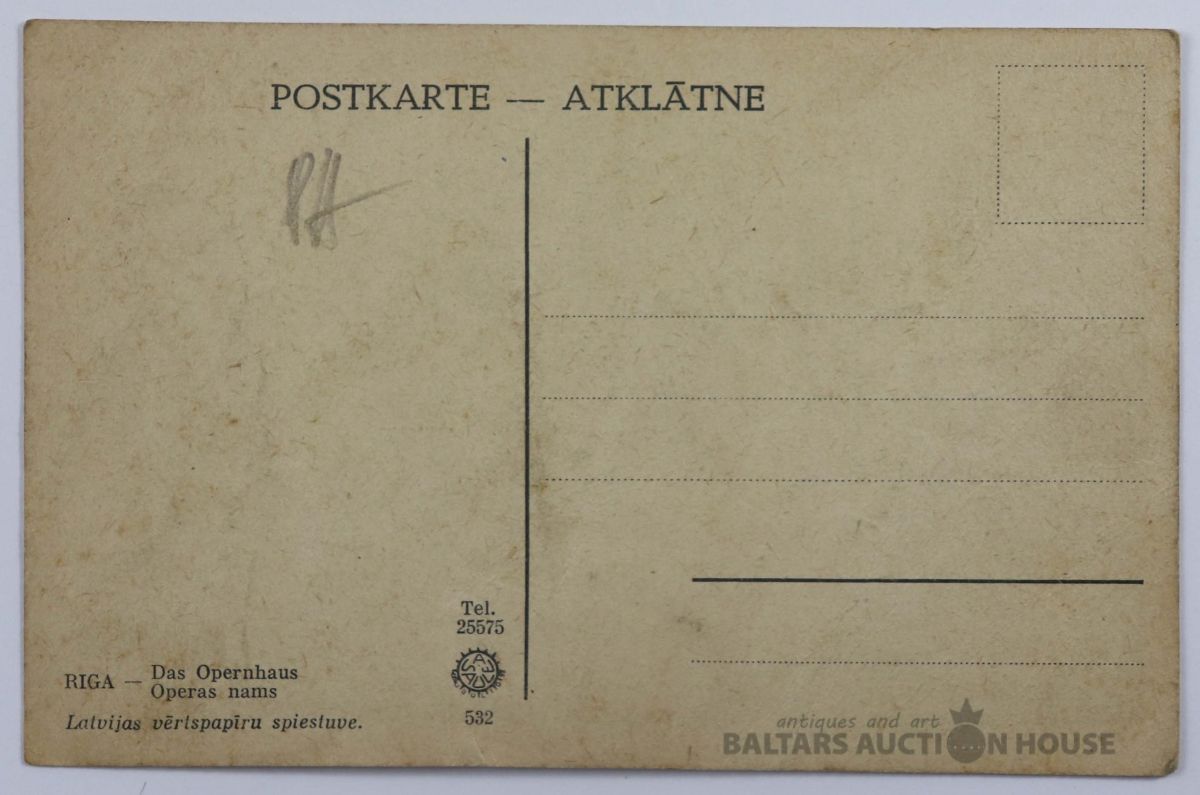 POSTKARTE — ATKLĀTNE
Tel.
25575
RIGA — Das Opernhaus
Operas nams
Latvijas vērtspapīru spiestuve.
532
antiques and art
BALTARS AUCTION HOUSE